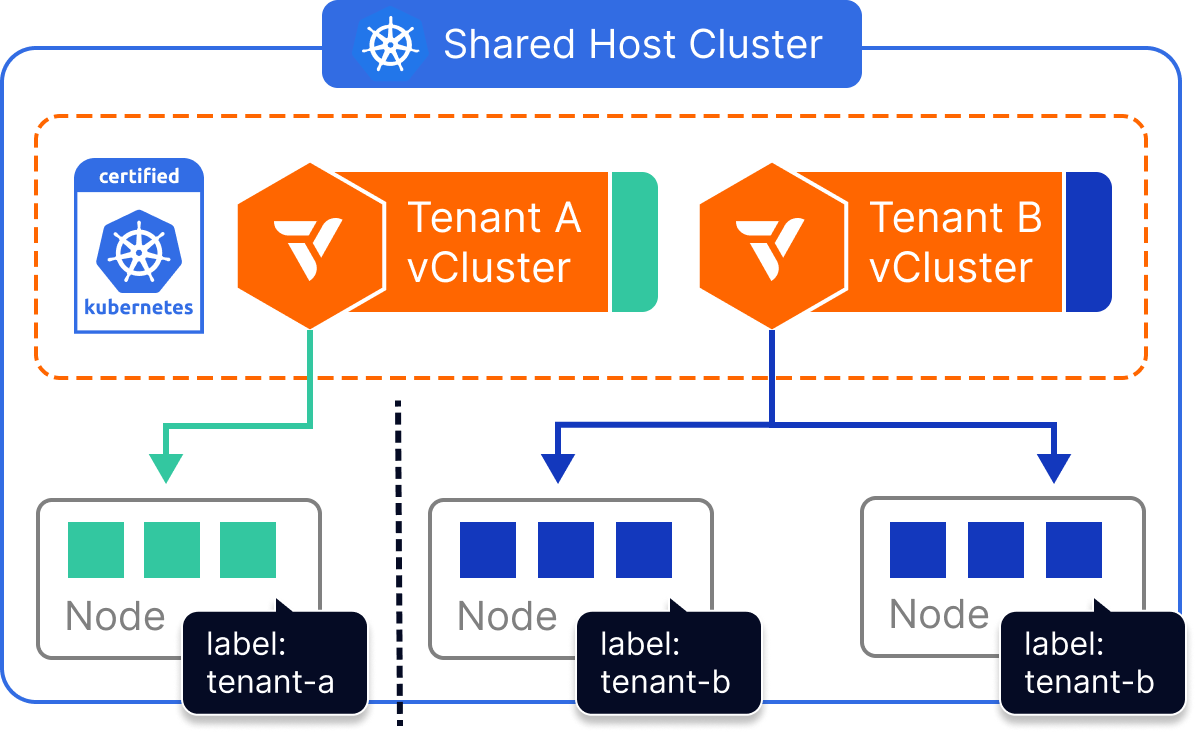 Shared Host Cluster
certified
kubernetes
Tenant A
vCluster
Tenant B
vCluster
Node
label:
tenant-a
Node
label:
tenant-b
Node
label:
tenant-b